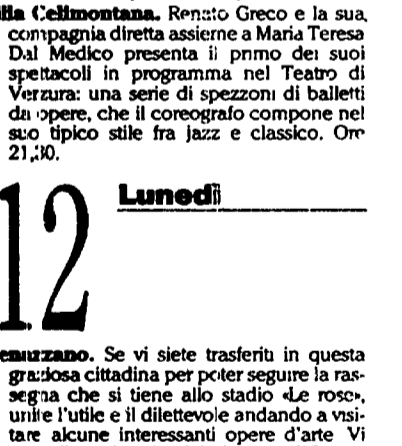 lla Celimontana. Renato Greco e la sua
compagnia diretta assieme a Maria Teresa
Dal Medico presenta il primo dei suoi
spettacoli in programma nel Teatro di
Verzura: una serie di spezzoni di balletti
da opere, che il coreografo compone nel
suo tipico stile fra jazz e classico. Ore
21,30.
12
Lunedì
enazzano. Se vi siete trasferiti in questa
graziosa cittadina per poter seguire la ras-
segna che si tiene allo stadio «Le rose»,
unite l'utile e il dilettevole andando a visi-
tare alcune interessanti opere d'arte Vi